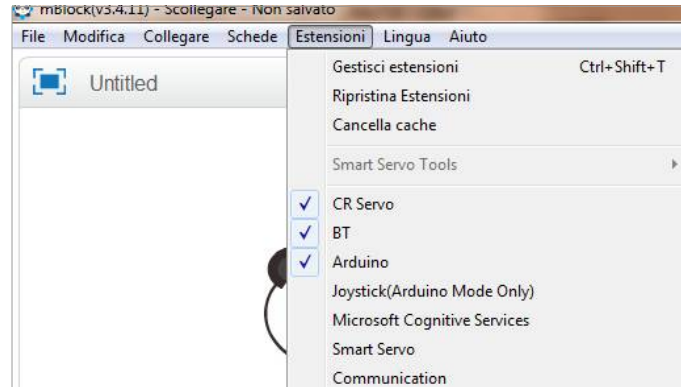 mBlock(v3.4.11) - Scollegare - Non salvato
File Modifica Collegare Schede Estensioni Lingua Aiuto
Untitled
Gestisci estensioni Ctrl+Shift+T
Ripristina Estensioni
Cancella cache
Smart Servo Tools
CR Servo
BT
Arduino
Joystick(Arduino Mode Only)
Microsoft Cognitive Services
Smart Servo
Communication